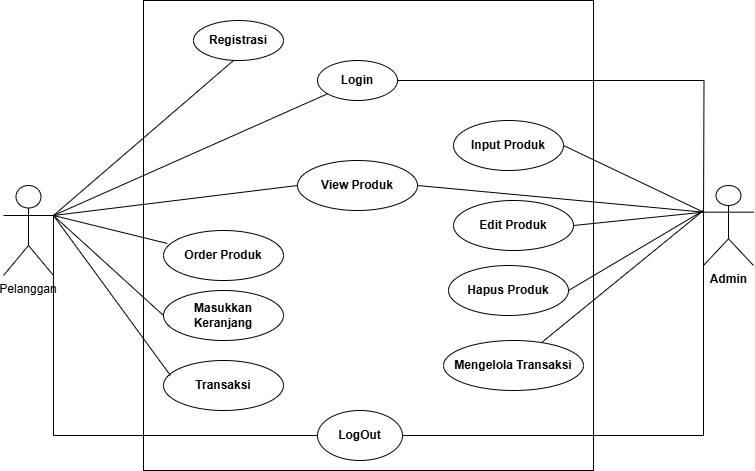 Registrasi
Login
Input Produk
View Produk
Edit Produk
Order Produk
Pelanggan
Admin
Hapus Produk
Masukkan
Keranjang
Mengelola Transaksi
Transaksi
LogOut